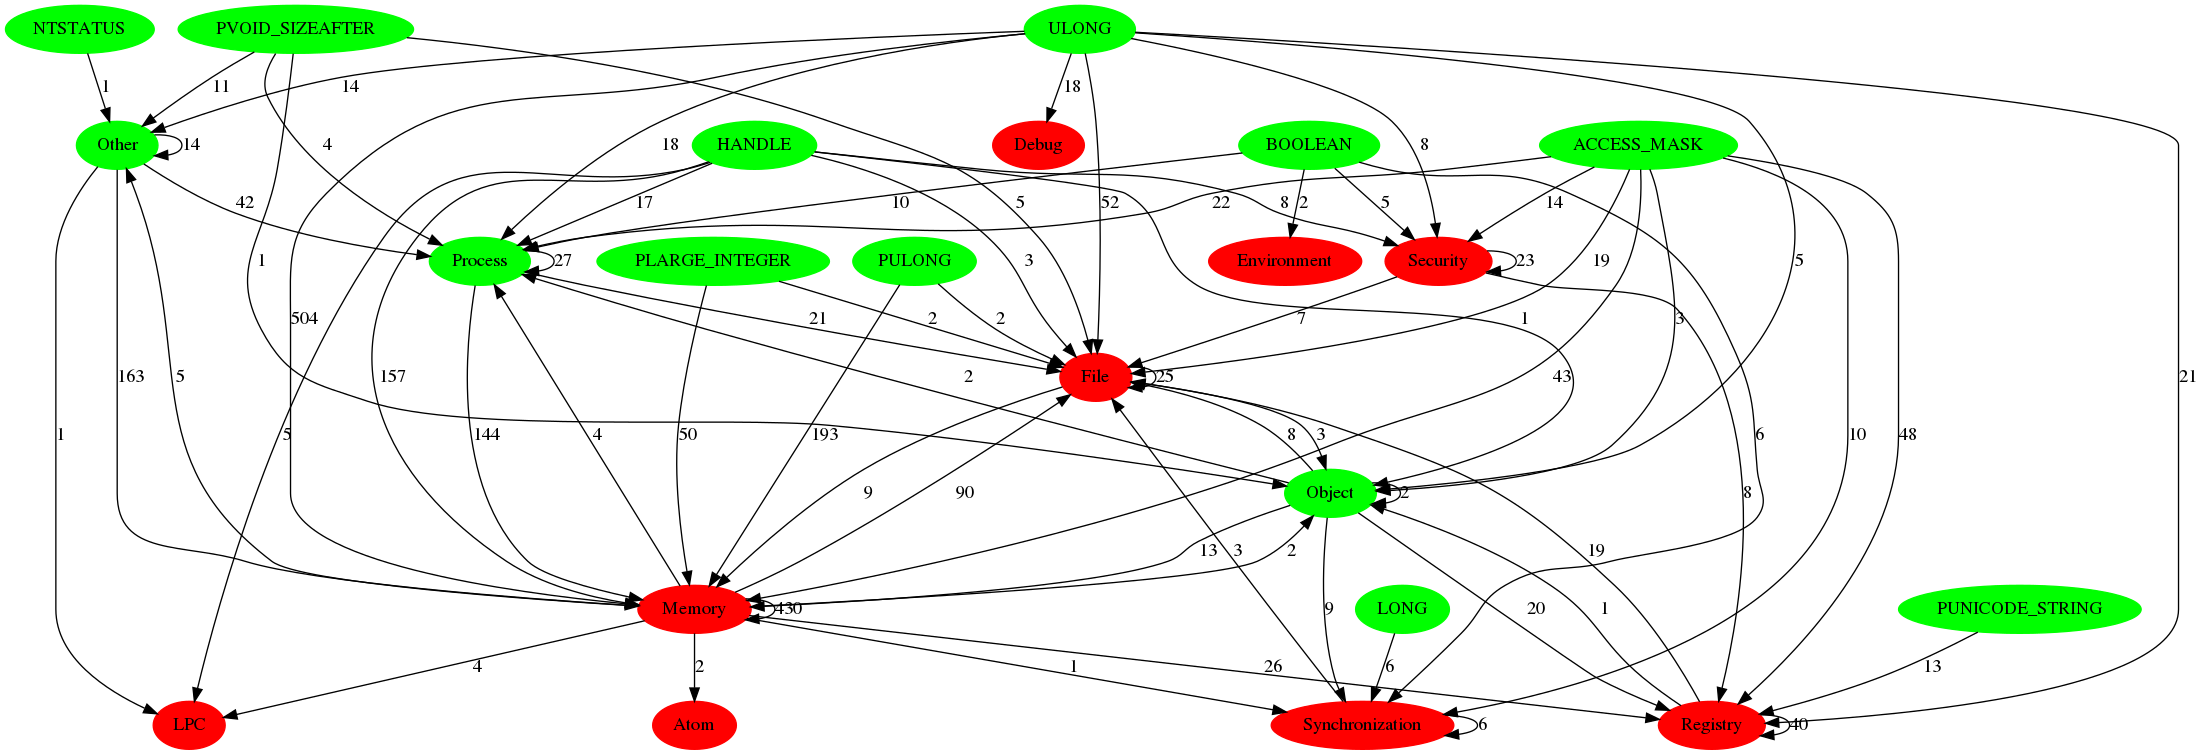 NTSTATUS PVOID_SIZEAFTER ULONG
1 11 14 18
Other 14 4 18 HANDLE Debug BOOLEAN 8 ACCESS_MASK
42 1 17 10 5 52 8 2 5 22 14 5
Process 27 PLARGE_INTEGER PULONG 3 Environment Security 23 19
504 21 2 2 7 1 3
1 163 5 157 2 File 25 43 21
5 144 4 50 193 8 3 6 10 48
9 90 Object 2 8
13 3 2 19
Memory 430 9 LONG 20 1 PUNICODE_STRING
4 2 1 6 26 13
LPC Atom Synchronization 6 Registry 40